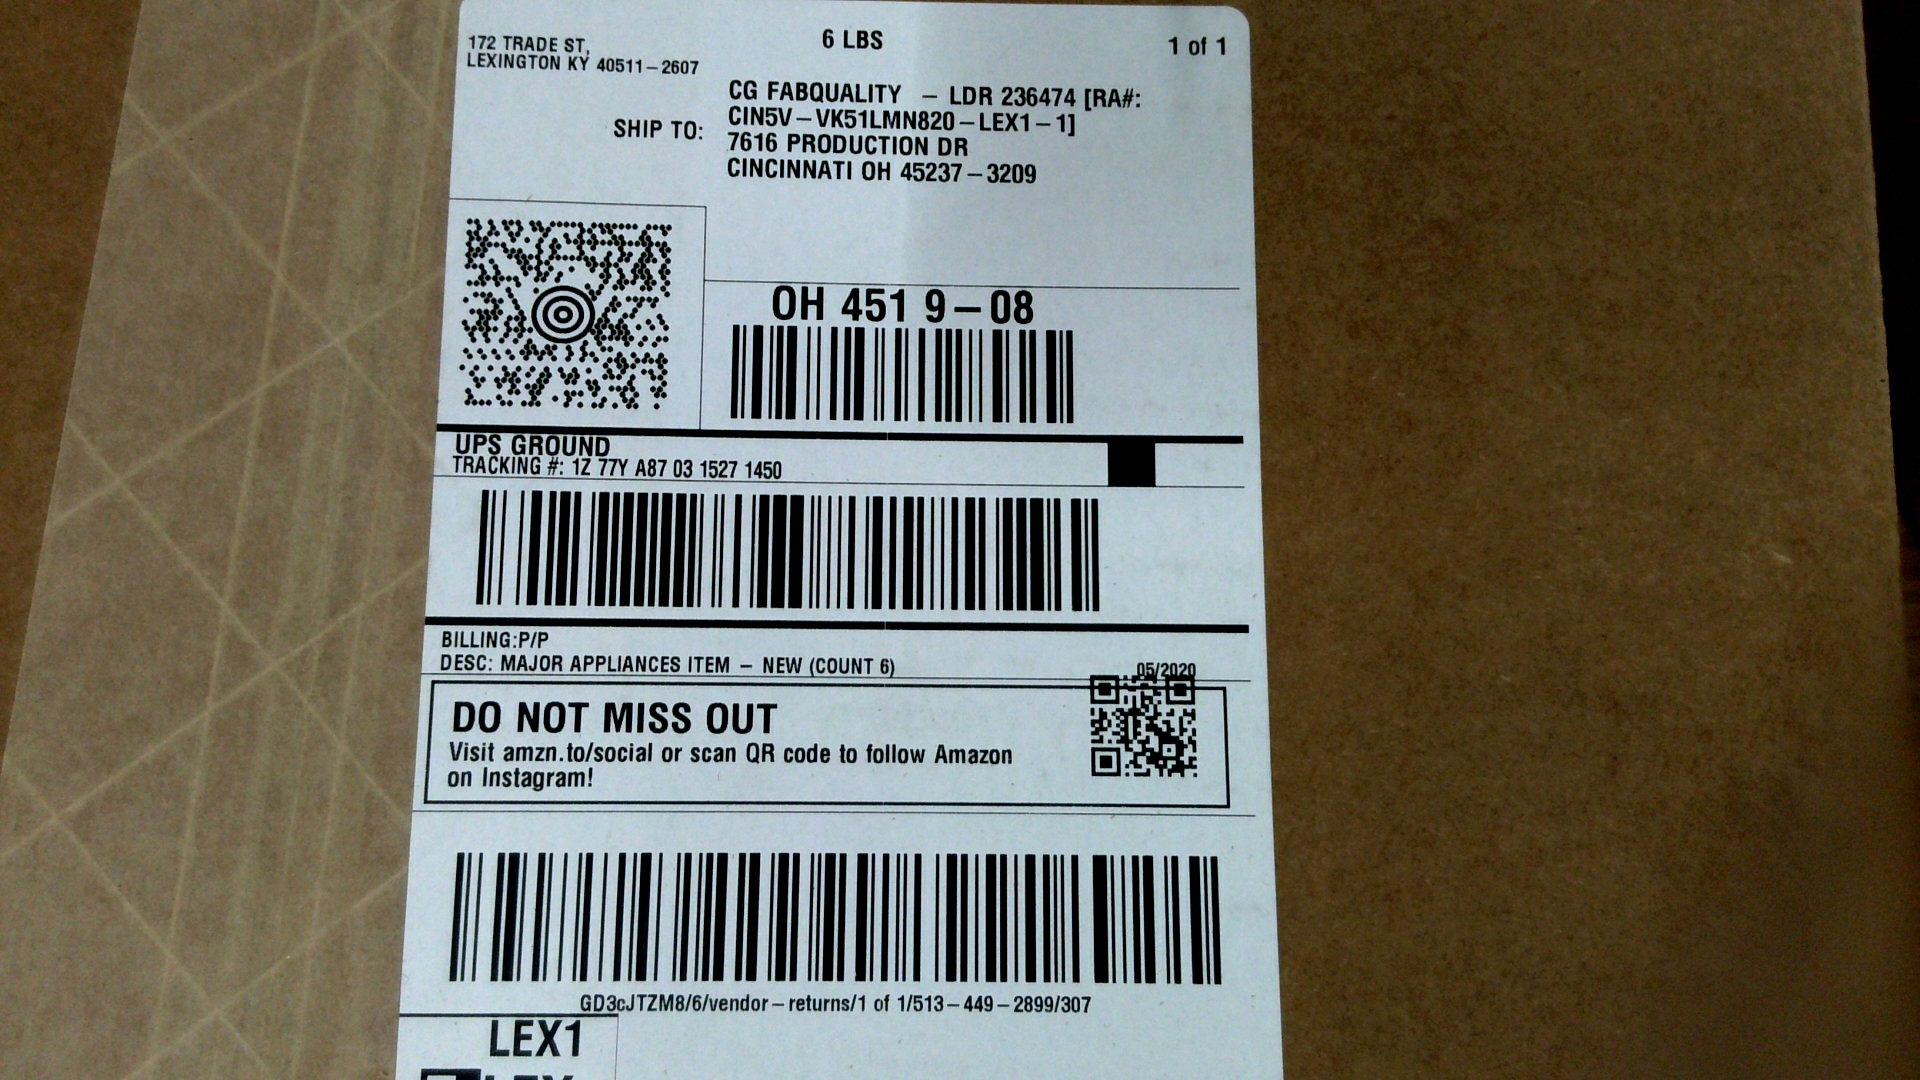 172 TRADE ST,
LEXINGTON KY 40511-2607
6 LBS
1 of 1
SHIP TO:
CG FABQUALITY - LDR 236474 [RA#:
CIN5V-VK51LMN820-LEX1-1]
7616 PRODUCTION DR
CINCINNATI OH 45237-3209
OH 451 9-08
UPS GROUND
TRACKING #: 1Z 77Y A87 03 1527 1450
BILLING:P/P
DESC: MAJOR APPLIANCES ITEM - NEW (COUNT 6)
05/2020
DO NOT MISS OUT
Visit amzn.to/social or scan QR code to follow Amazon
on Instagram!
GD3cJTZM8/6/vendor-returns/1 of 1/513-449-2899/307
LEX1